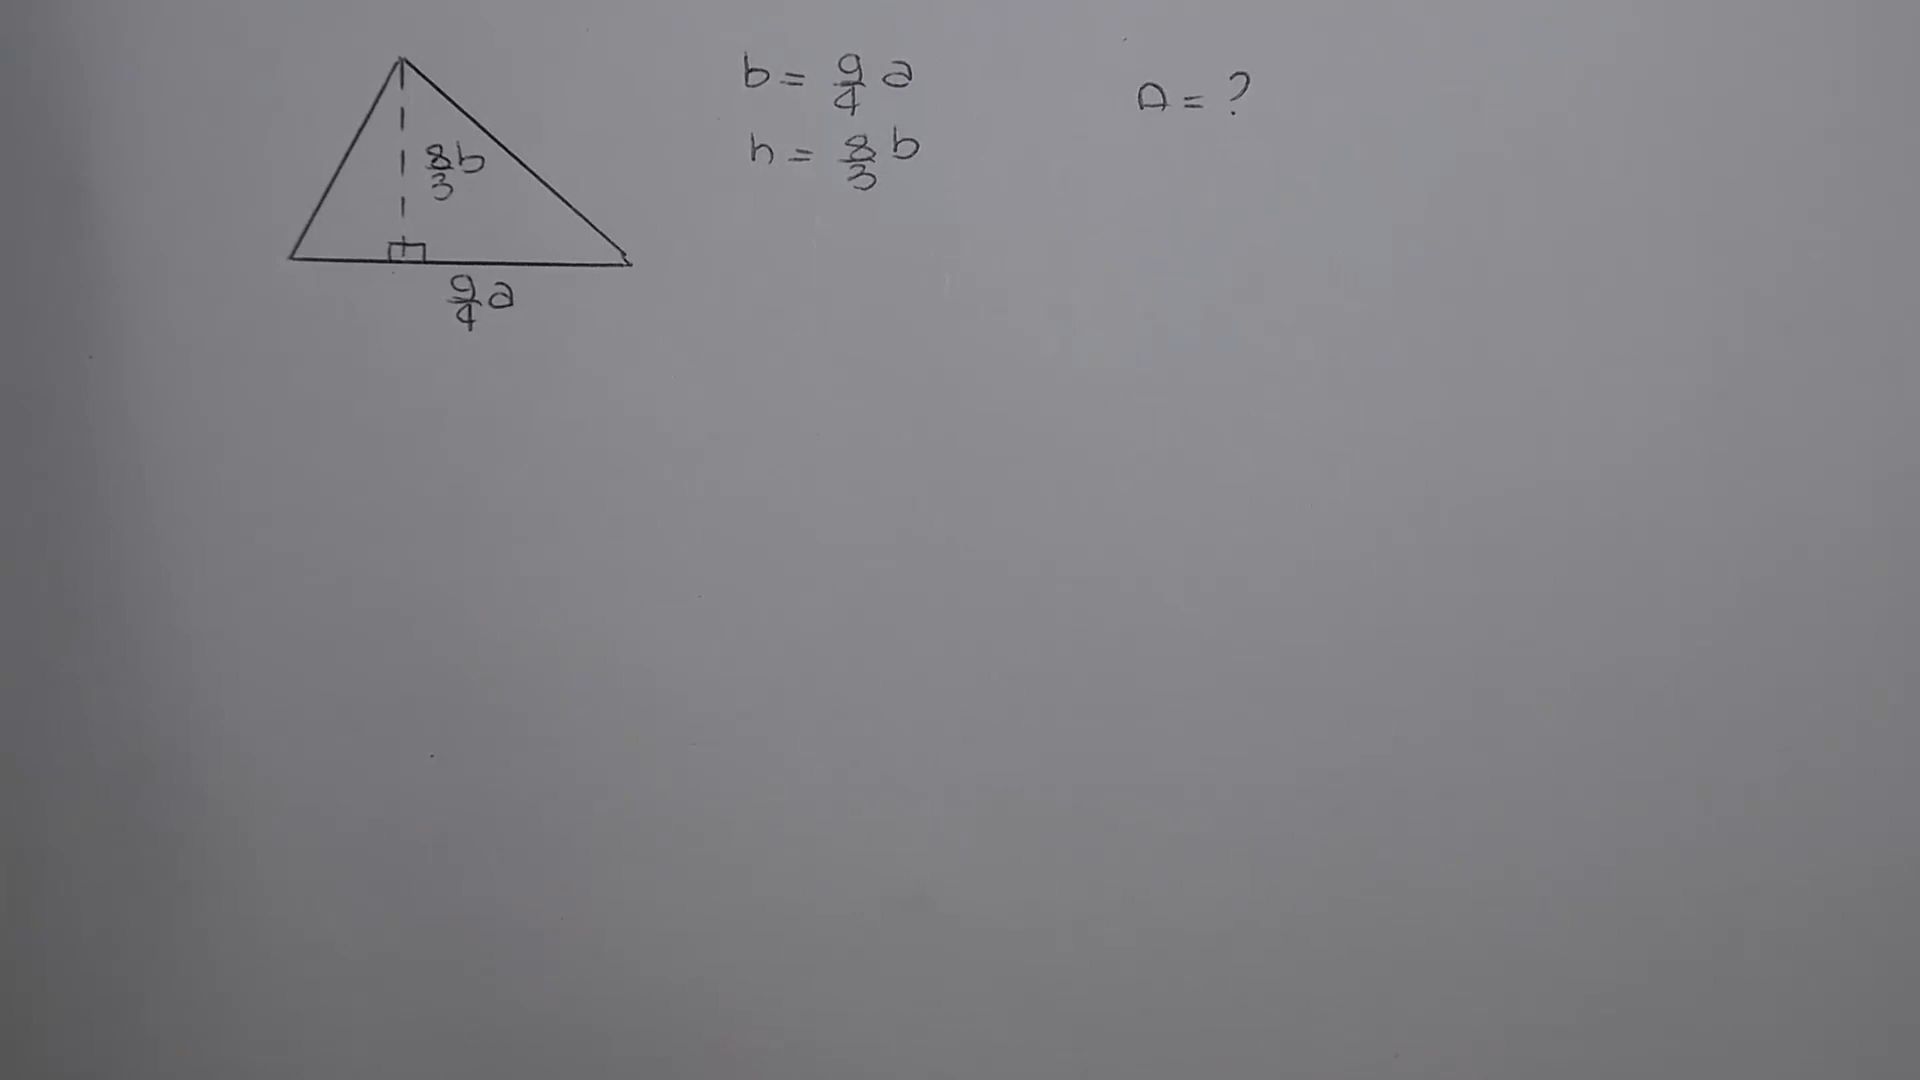 b = 9/4 a
h = 8/3 b
A = ?
8/3 b
9/4 a